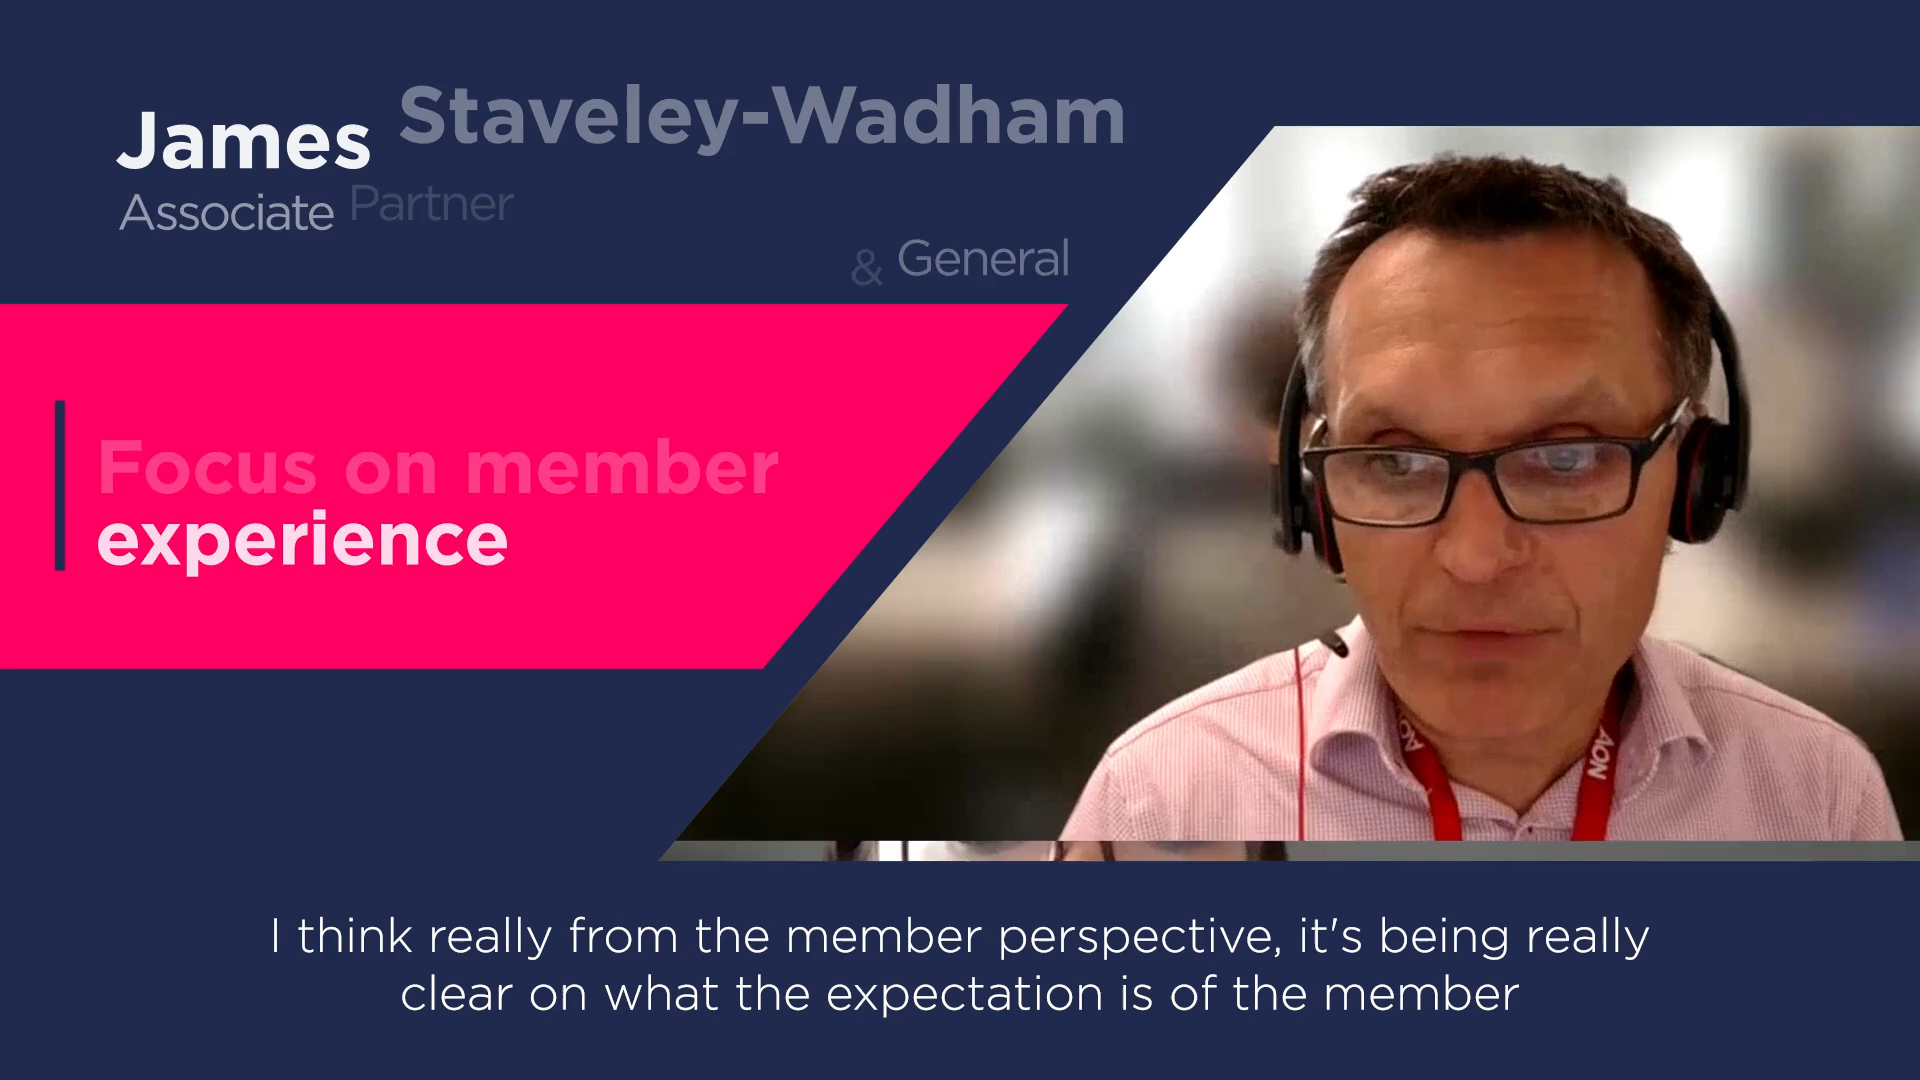 James Staveley-Wadham
Associate Partner
& General
Focus on member
experience
AON
AON
I think really from the member perspective, it's being really
clear on what the expectation is of the member